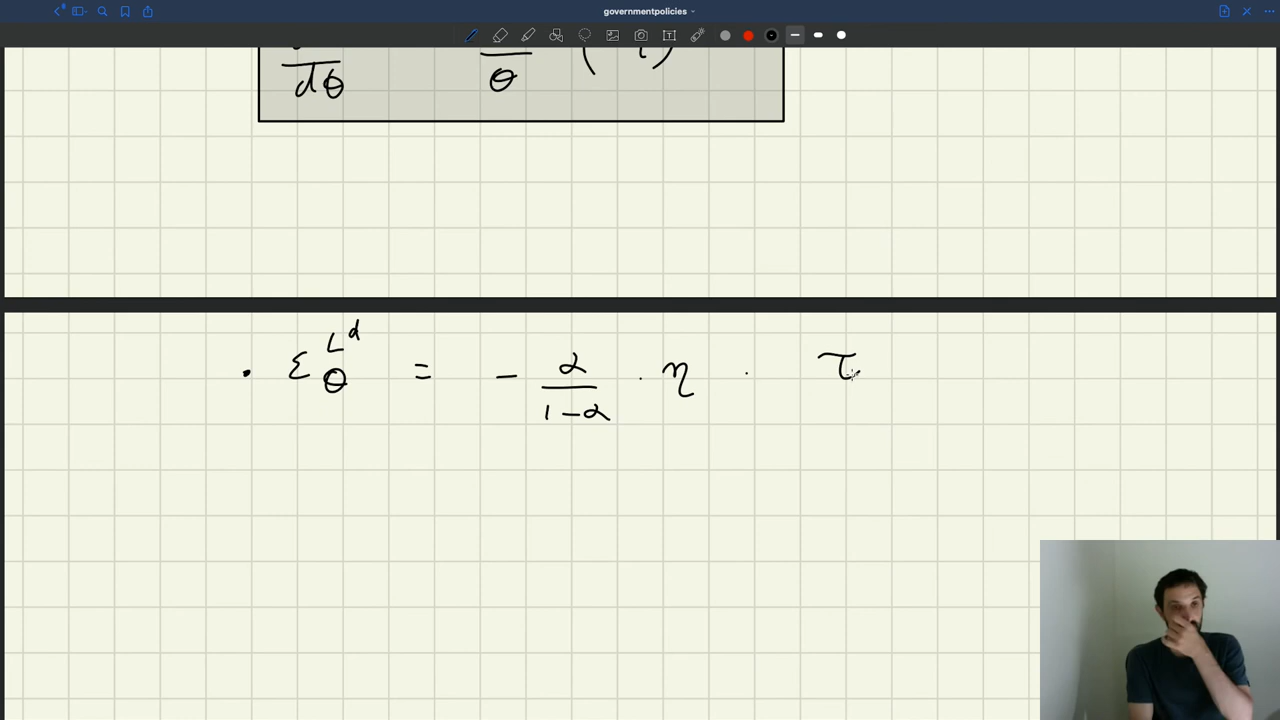 governmentpolicies
dθ θ ( )
• ε^{L^d}_θ = − α/(1−α) · η · τ